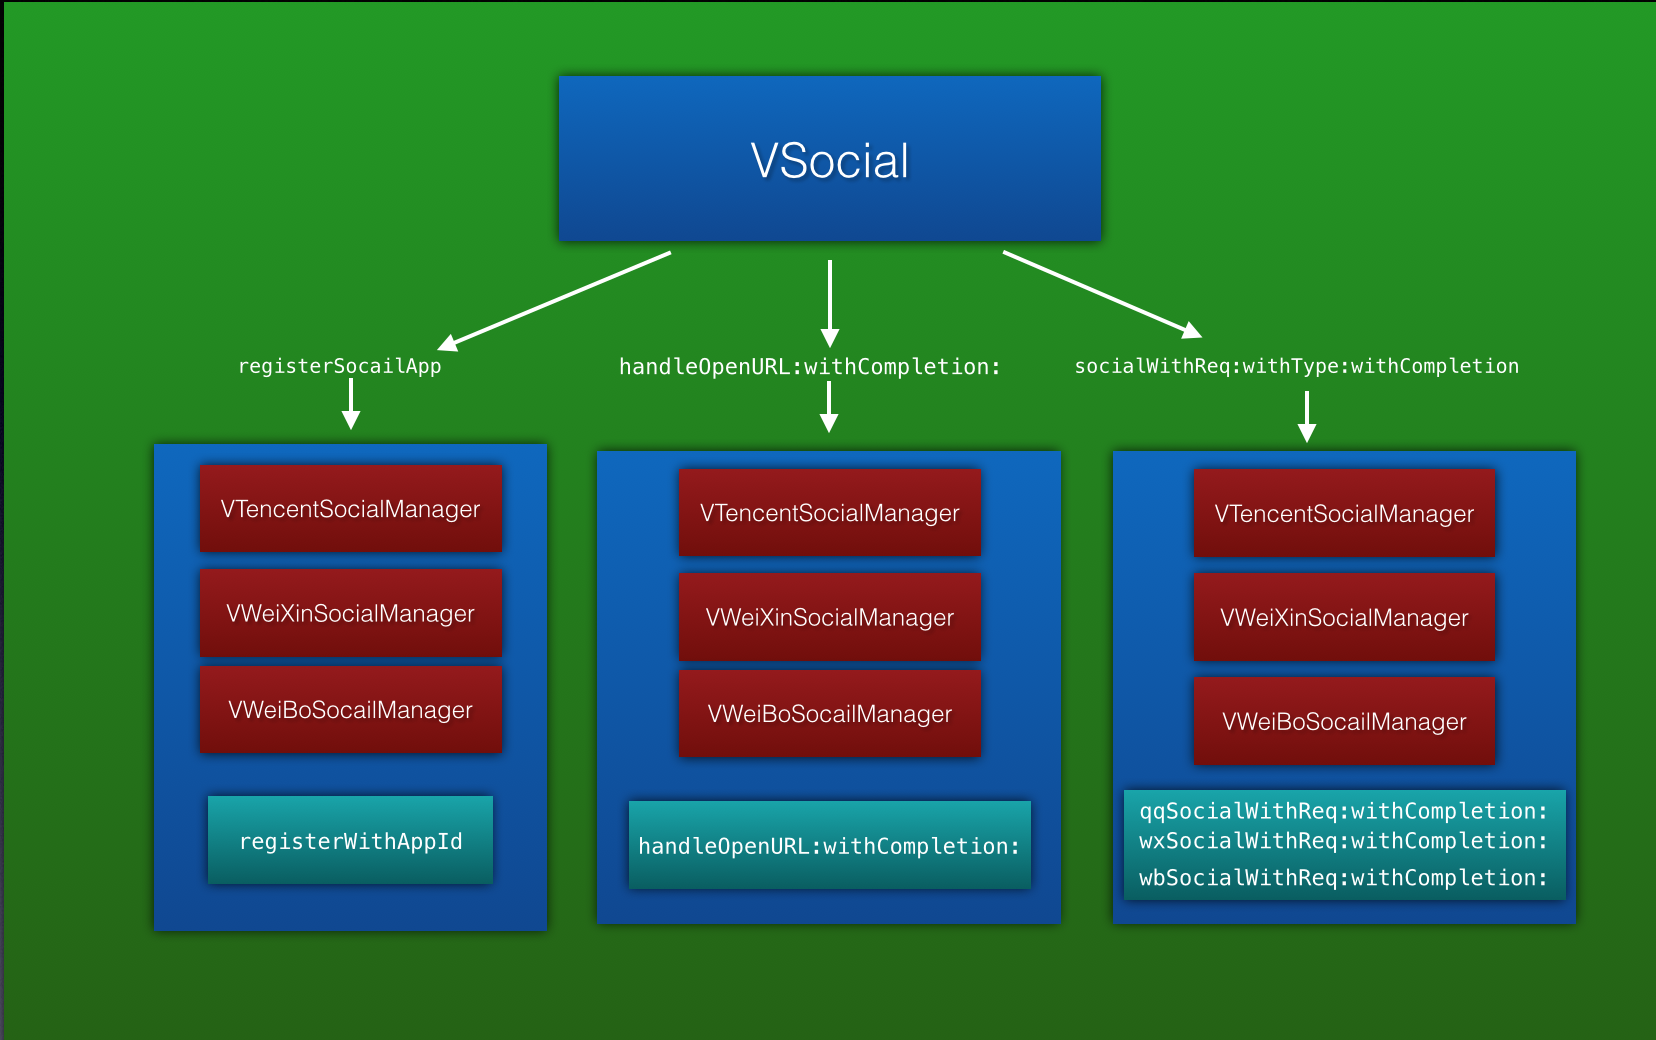 VSocial
registerSocailApp
handleOpenURL:withCompletion:
socialWithReq:withType:withCompletion
VTencentSocialManager
VWeiXinSocialManager
VWeiBoSocailManager
registerWithAppId
VTencentSocialManager
VWeiXinSocialManager
VWeiBoSocailManager
handleOpenURL:withCompletion:
VTencentSocialManager
VWeiXinSocialManager
VWeiBoSocailManager
qqSocialWithReq:withCompletion:
wxSocialWithReq:withCompletion:
wbSocialWithReq:withCompletion: